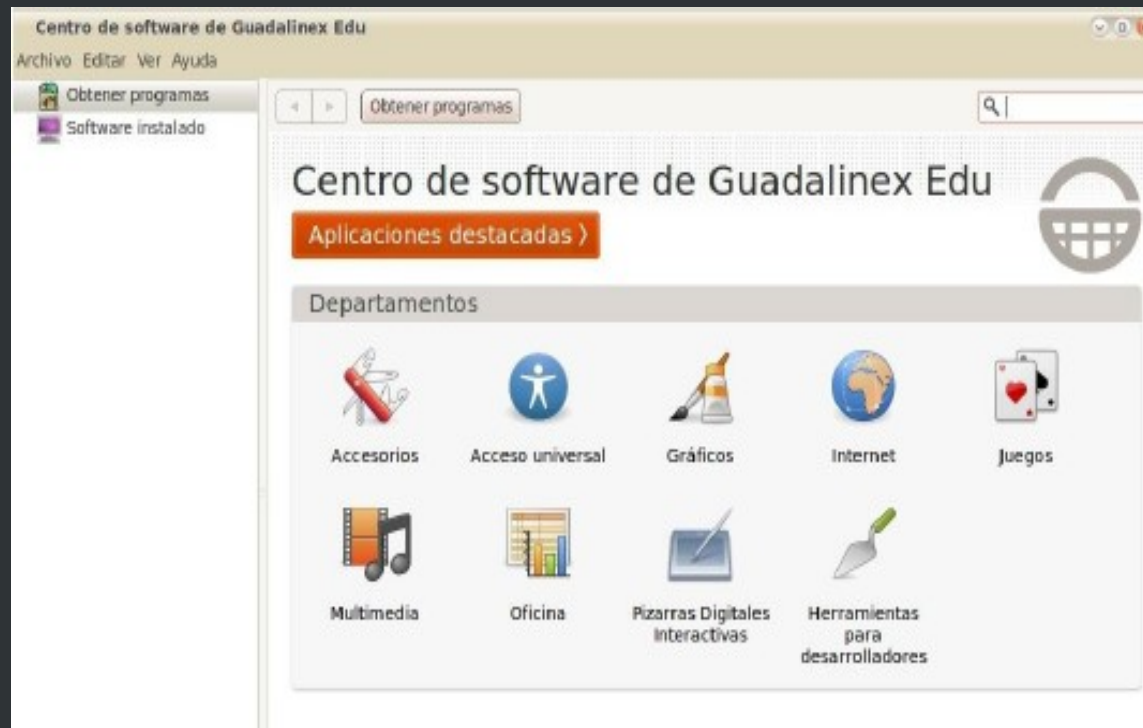 Centro de software de Guadalinex Edu
Archivo Editar Ver Ayuda
Obtener programas
Software instalado
Obtener programas
Centro de software de Guadalinex Edu
Aplicaciones destacadas >
Departamentos
Accesorios
Acceso universal
Gráficos
Internet
Juegos
Multimedia
Oficina
Pizarras Digitales
Interactivas
Herramientas
para
desarrolladores